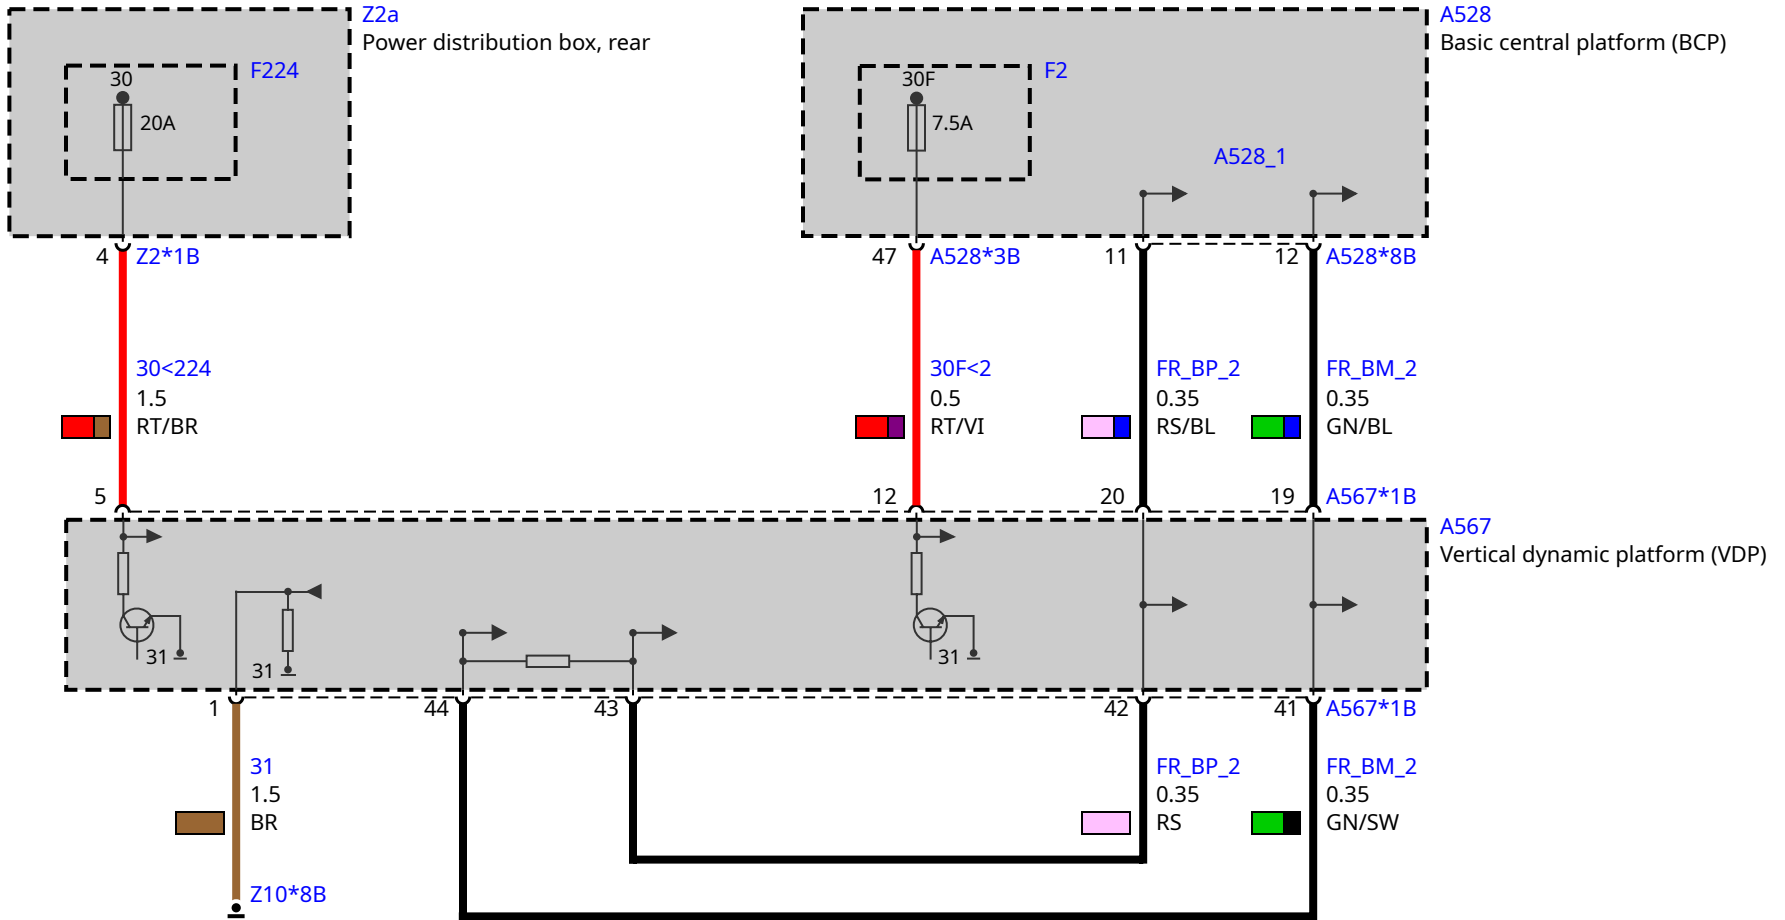 Z2a
Power distribution box, rear
A528
Basic central platform (BCP)
30
F224
20A
30F
F2
7.5A
A528_1
4
Z2*1B
47
A528*3B
11
12
A528*8B
30<224
1.5
RT/BR
30F<2
0.5
RT/VI
FR_BP_2
0.35
RS/BL
FR_BM_2
0.35
GN/BL
5
12
20
19
A567*1B
A567
Vertical dynamic platform (VDP)
31
31
31
1
44
43
42
41
A567*1B
31
1.5
BR
FR_BP_2
0.35
RS
FR_BM_2
0.35
GN/SW
Z10*8B